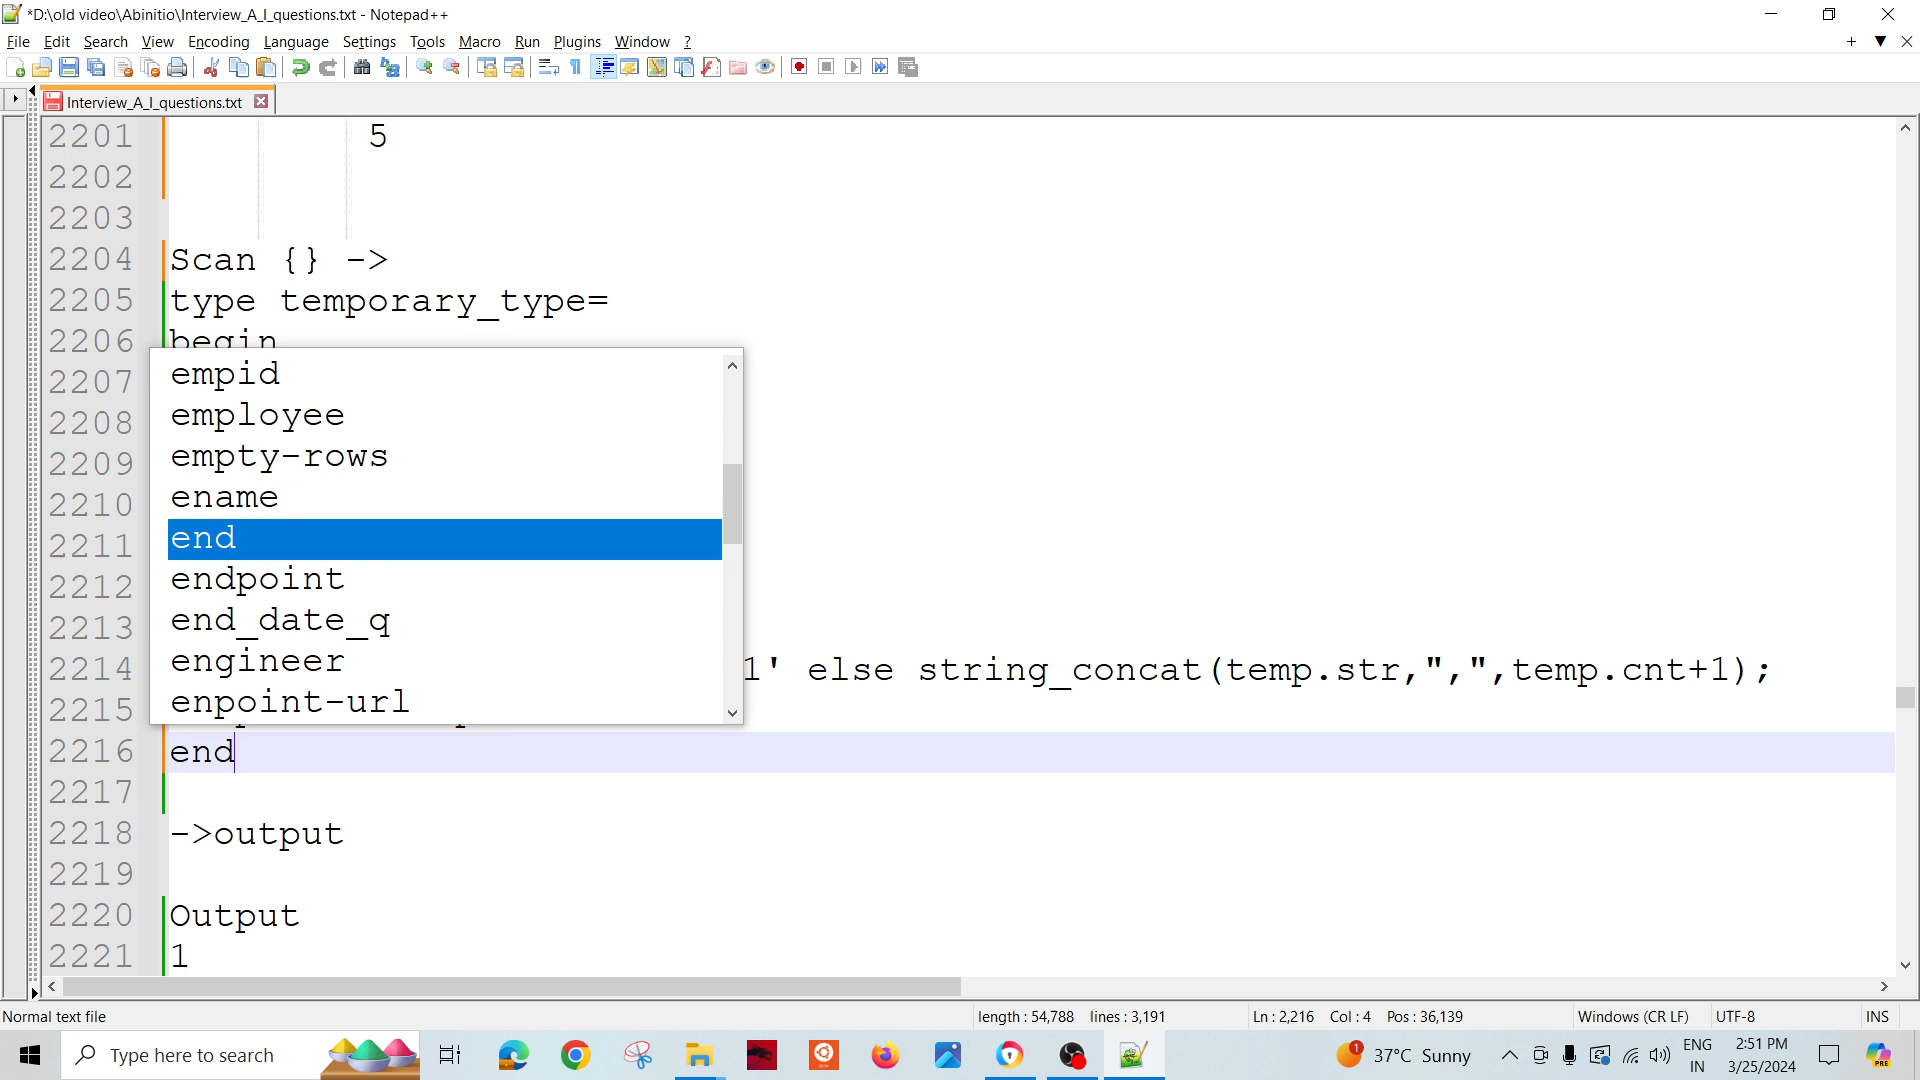 *D:\old video\Abinitio\Interview_A_I_questions.txt - Notepad++
File Edit Search View Encoding Language Settings Tools Macro Run Plugins Window ?
Interview_A_I_questions.txt
2201 5
2202
2203
2204 Scan {} ->
2205 type temporary_type=
2206 begin
2207 empid
2208 employee
2209 empty-rows
2210 ename
2211 end
2212 endpoint
2213 end_date_q
2214 engineer 1' else string_concat(temp.str,",",temp.cnt+1);
2215 enpoint-url
2216 end
2217
2218 ->output
2219
2220 Output
2221 1
Normal text file length : 54,788 lines : 3,191 Ln : 2,216 Col : 4 Pos : 36,139 Windows (CR LF) UTF-8 INS
Type here to search 37°C Sunny ENG IN 2:51 PM 3/25/2024